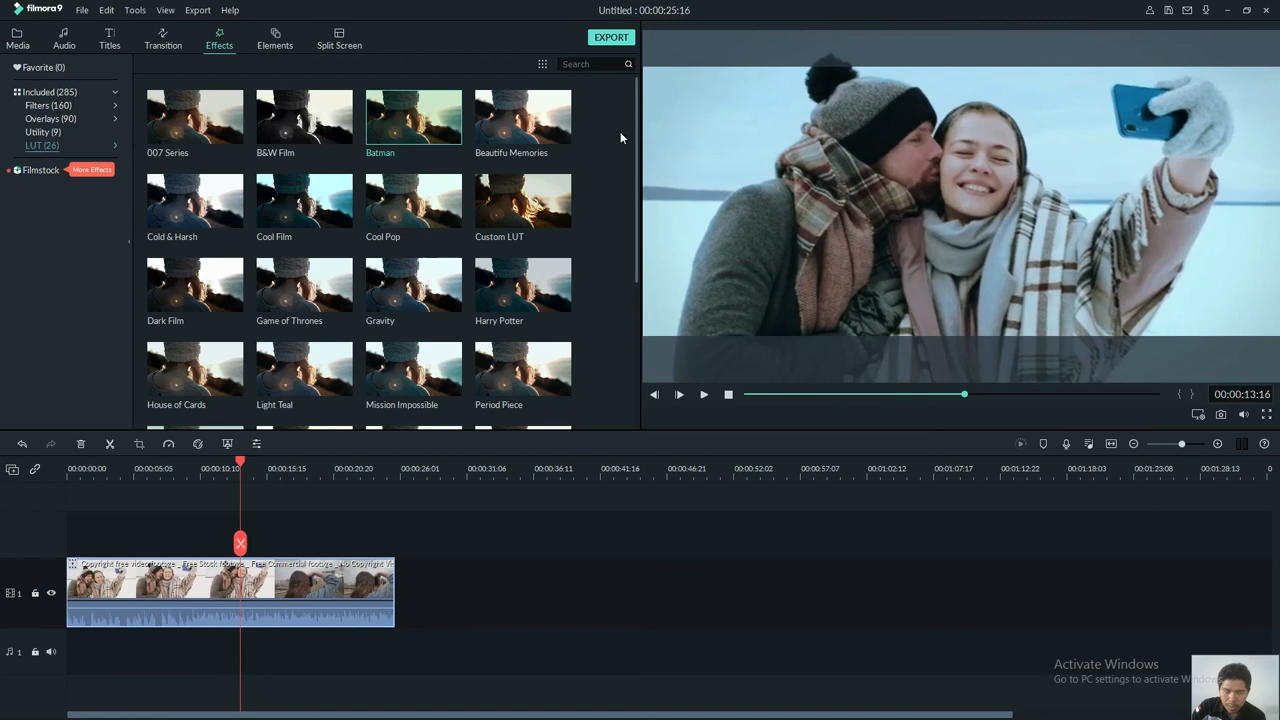 filmora9 File Edit Tools View Export Help Untitled : 00:00:25:16
Media Audio Titles Transition Effects Elements Split Screen EXPORT
Favorite (0)
Included (285)
Filters (160)
Overlays (90)
Utility (9)
LUT (26)
Filmstock More Effects
Search
007 Series B&W Film Batman Beautifu Memories
Cold & Harsh Cool Film Cool Pop Custom LUT
Dark Film Game of Thrones Gravity Harry Potter
House of Cards Light Teal Mission Impossible Period Piece
{ } 00:00:13:16
00:00:00:00 00:00:05:05 00:00:10:10 00:00:15:15 00:00:20:20 00:00:26:01 00:00:31:06 00:00:36:11 00:00:41:16 00:00:46:21 00:00:52:02 00:00:57:07 00:01:02:12 00:01:07:17 00:01:12:22 00:01:18:03 00:01:23:08 00:01:28:13 0
Copyright free video footage _ Free Stock footage _ Free Commercial footage _ No Copyright Vi
1
1
Activate Windows
Go to PC settings to activate Windows.